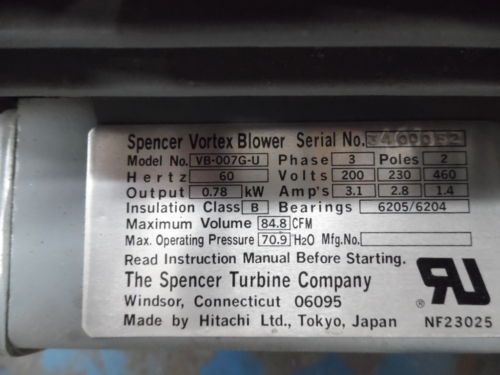 Spencer Vortex Blower Serial No. 3400052
Model No. VB-007G-U Phase 3 Poles 2
Hertz 60 Volts 200 230 460
Output 0.78 kW Amp's 3.1 2.8 1.4
Insulation Class B Bearings 6205/6204
Maximum Volume 84.8 CFM
Max. Operating Pressure 70.9 "H2O Mfg.No.
Read Instruction Manual Before Starting.
The Spencer Turbine Company
Windsor, Connecticut 06095
Made by Hitachi Ltd., Tokyo, Japan
RU ®
NF23025